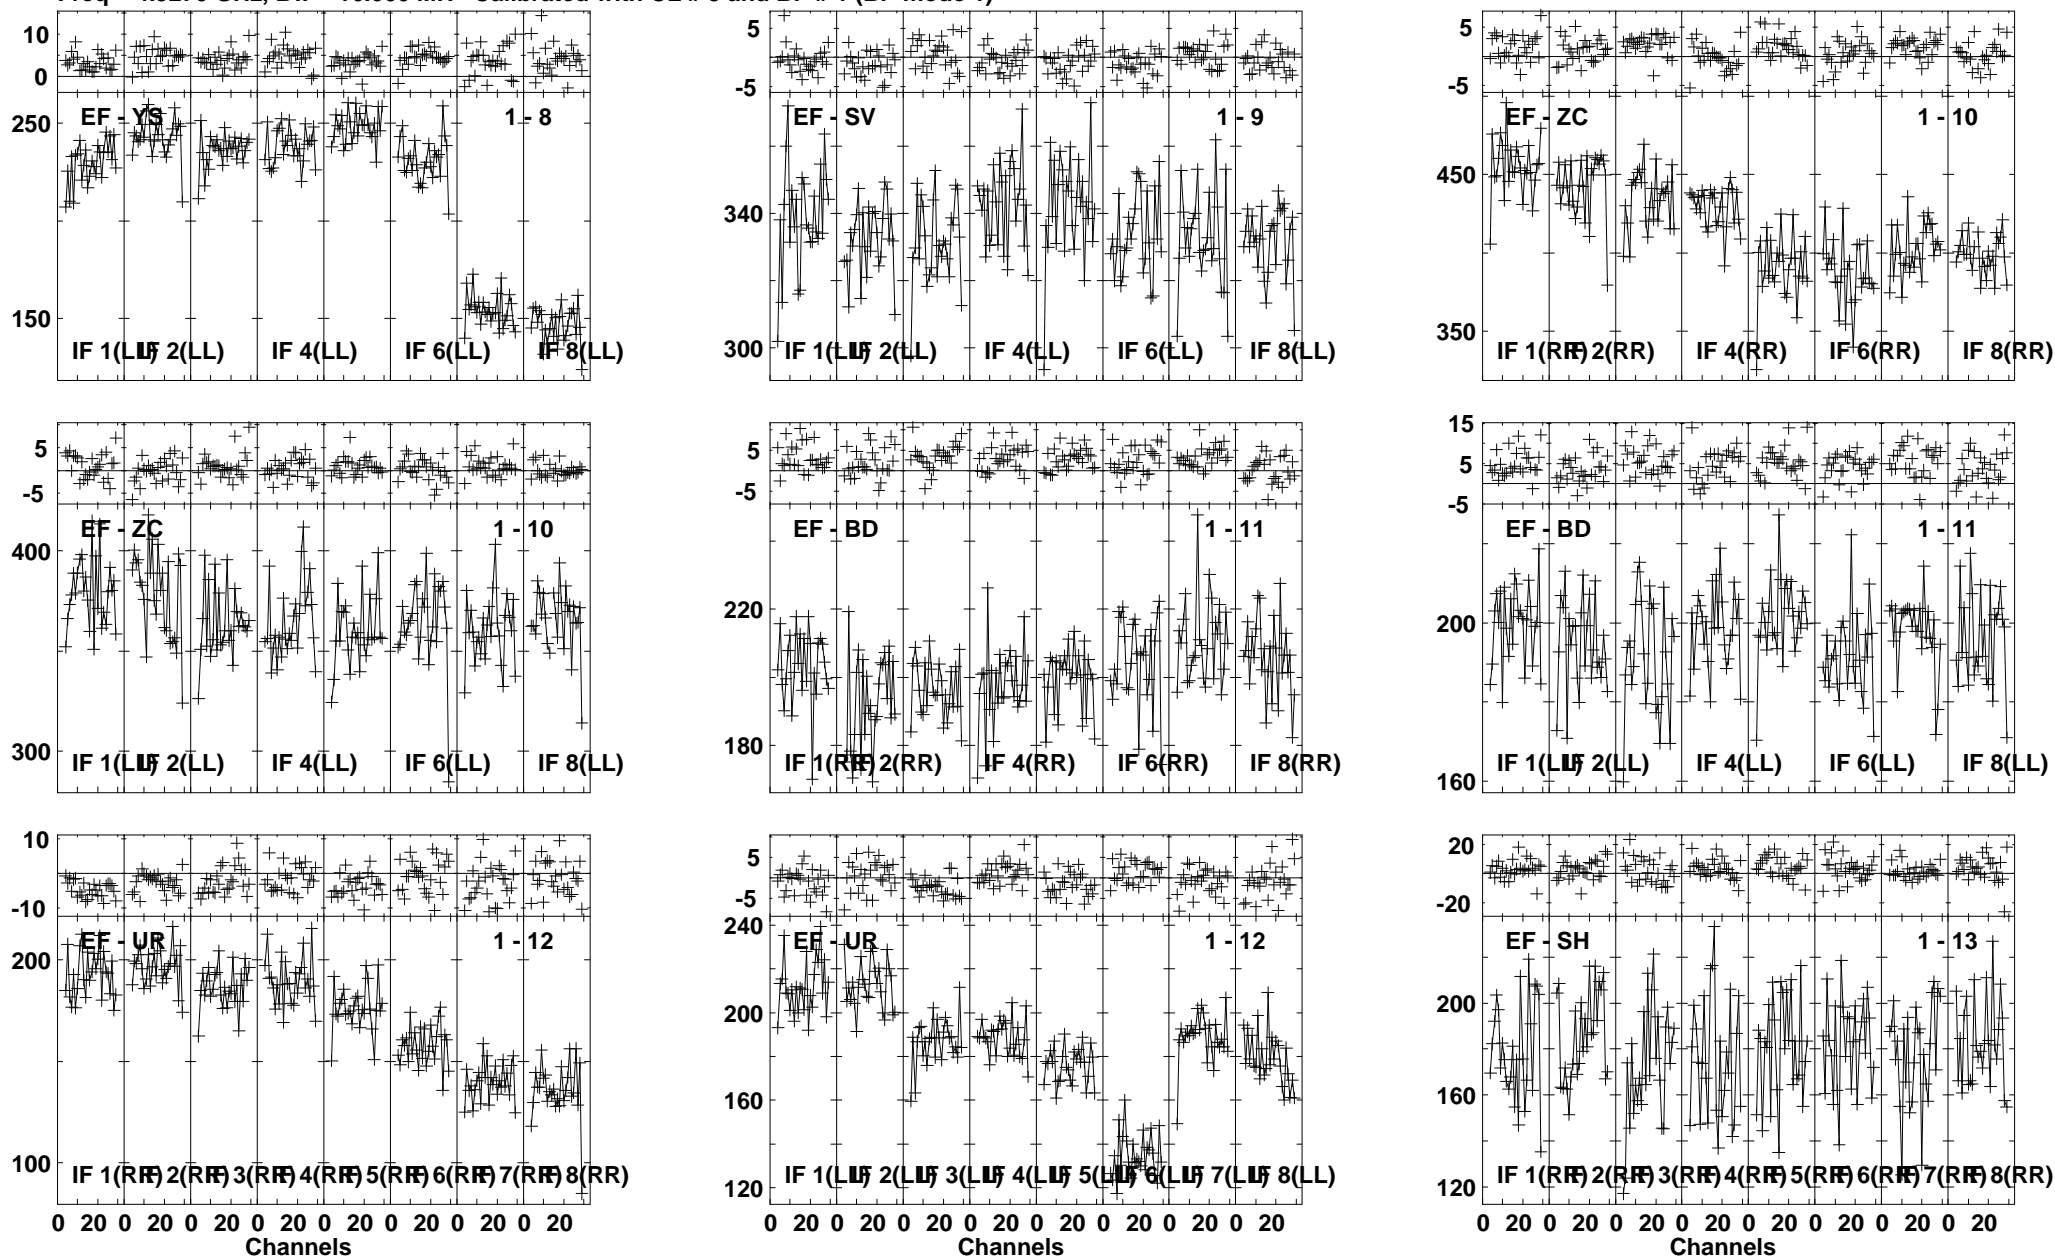 10
0
250
150
EF - YS
1 - 8
IF 1(LL) IF 2(LL) IF 4(LL) IF 6(LL) IF 8(LL)
5
-5
340
300
EF - SV
1 - 9
IF 1(LL) IF 2(LL) IF 4(LL) IF 6(LL) IF 8(LL)
5
-5
450
350
EF - ZC
1 - 10
IF 1(RR) IF 2(RR) IF 4(RR) IF 6(RR) IF 8(RR)
5
-5
400
300
EF - ZC
1 - 10
IF 1(LL) IF 2(LL) IF 4(LL) IF 6(LL) IF 8(LL)
5
-5
220
180
EF - BD
1 - 11
IF 1(RR) IF 2(RR) IF 4(RR) IF 6(RR) IF 8(RR)
15
5
-5
200
160
EF - BD
1 - 11
IF 1(LL) IF 2(LL) IF 4(LL) IF 6(LL) IF 8(LL)
10
-10
200
100
EF - UR
1 - 12
IF 1(RR) IF 2(RR) IF 3(RR) IF 4(RR) IF 5(RR) IF 6(RR) IF 7(RR) IF 8(RR)
0 20 0 20 0 20 0 20 0 20 0 20 0 20 0 20
Channels
5
-5
240
200
160
120
EF - UR
1 - 12
IF 1(LL) IF 2(LL) IF 3(LL) IF 4(LL) IF 5(LL) IF 6(LL) IF 7(LL) IF 8(LL)
0 20 0 20 0 20 0 20 0 20 0 20 0 20 0 20
Channels
20
-20
200
160
120
EF - SH
1 - 13
IF 1(RR) IF 2(RR) IF 3(RR) IF 4(RR) IF 5(RR) IF 6(RR) IF 7(RR) IF 8(RR)
0 20 0 20 0 20 0 20 0 20 0 20 0 20 0 20
Channels